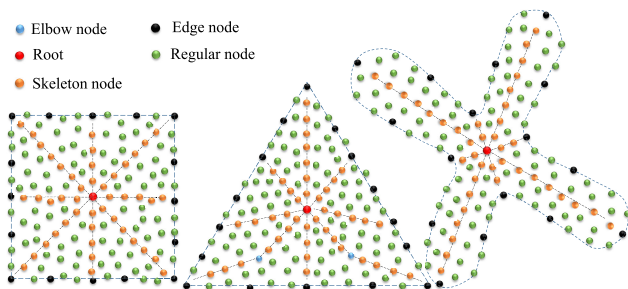 Elbow node
Edge node
Root
Regular node
Skeleton node